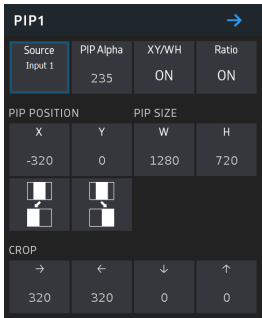 PIP1 →
Source PIP Alpha XY/WH Ratio
Input 1 235 ON ON
PIP POSITION PIP SIZE
X Y W H
-320 0 1280 720
CROP
→ ← ↓ ↑
320 320 0 0